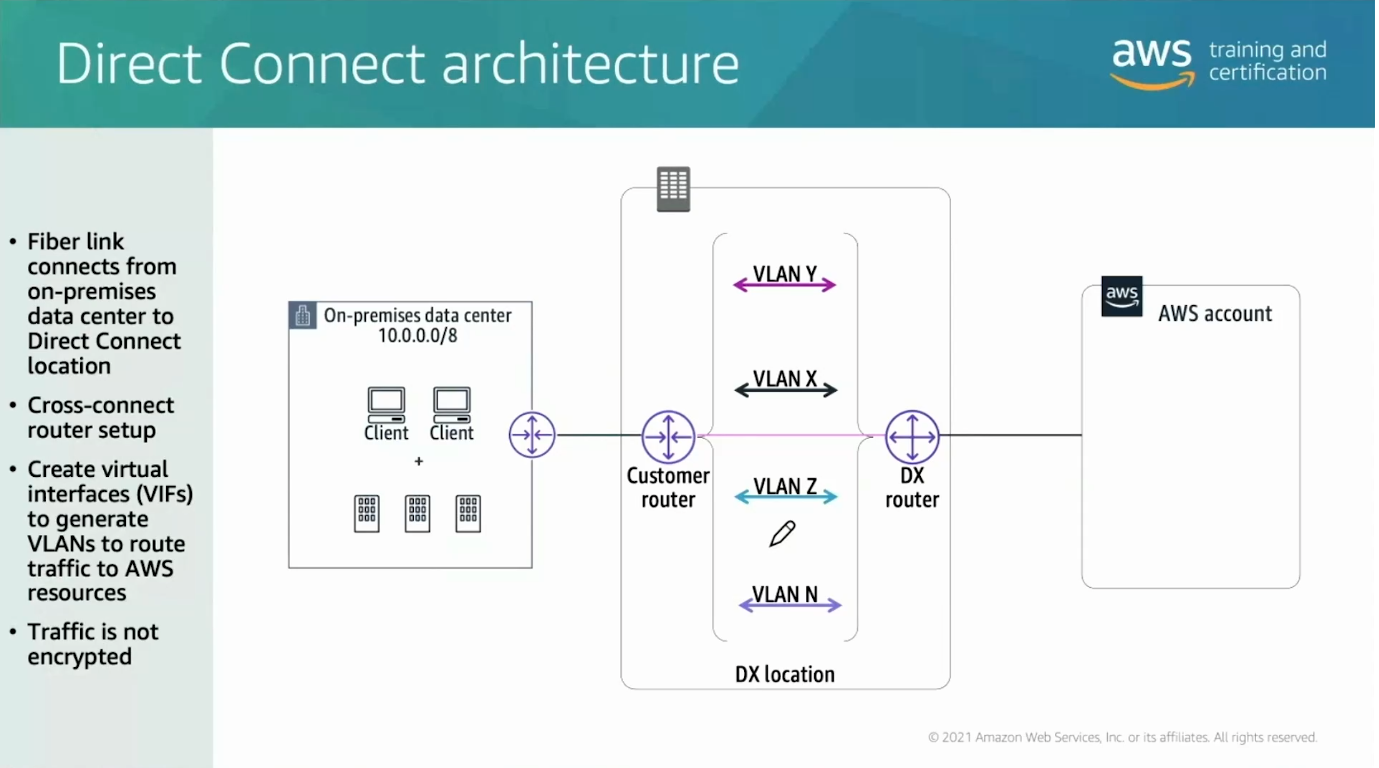 Direct Connect architecture
aws training and
certification
• Fiber link
connects from
on-premises
data center to
Direct Connect
location
• Cross-connect
router setup
• Create virtual
interfaces (VIFs)
to generate
VLANs to route
traffic to AWS
resources
• Traffic is not
encrypted
On-premises data center
10.0.0.0/8
Client Client
+
Customer
router
VLAN Y
VLAN X
VLAN Z
VLAN N
DX
router
DX location
aws
AWS account
© 2021 Amazon Web Services, Inc. or its affiliates. All rights reserved.